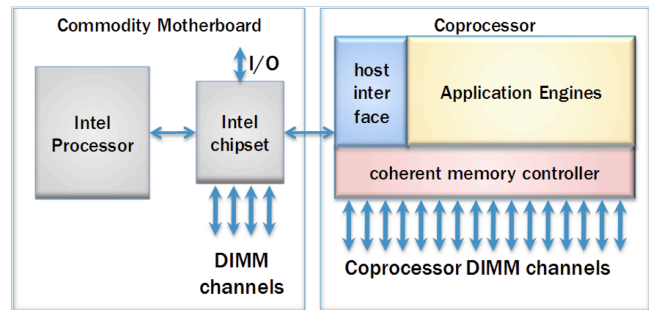 Commodity Motherboard
I/O
Intel
Processor
Intel
chipset
DIMM
channels
Coprocessor
host
inter
face
Application Engines
coherent memory controller
Coprocessor DIMM channels